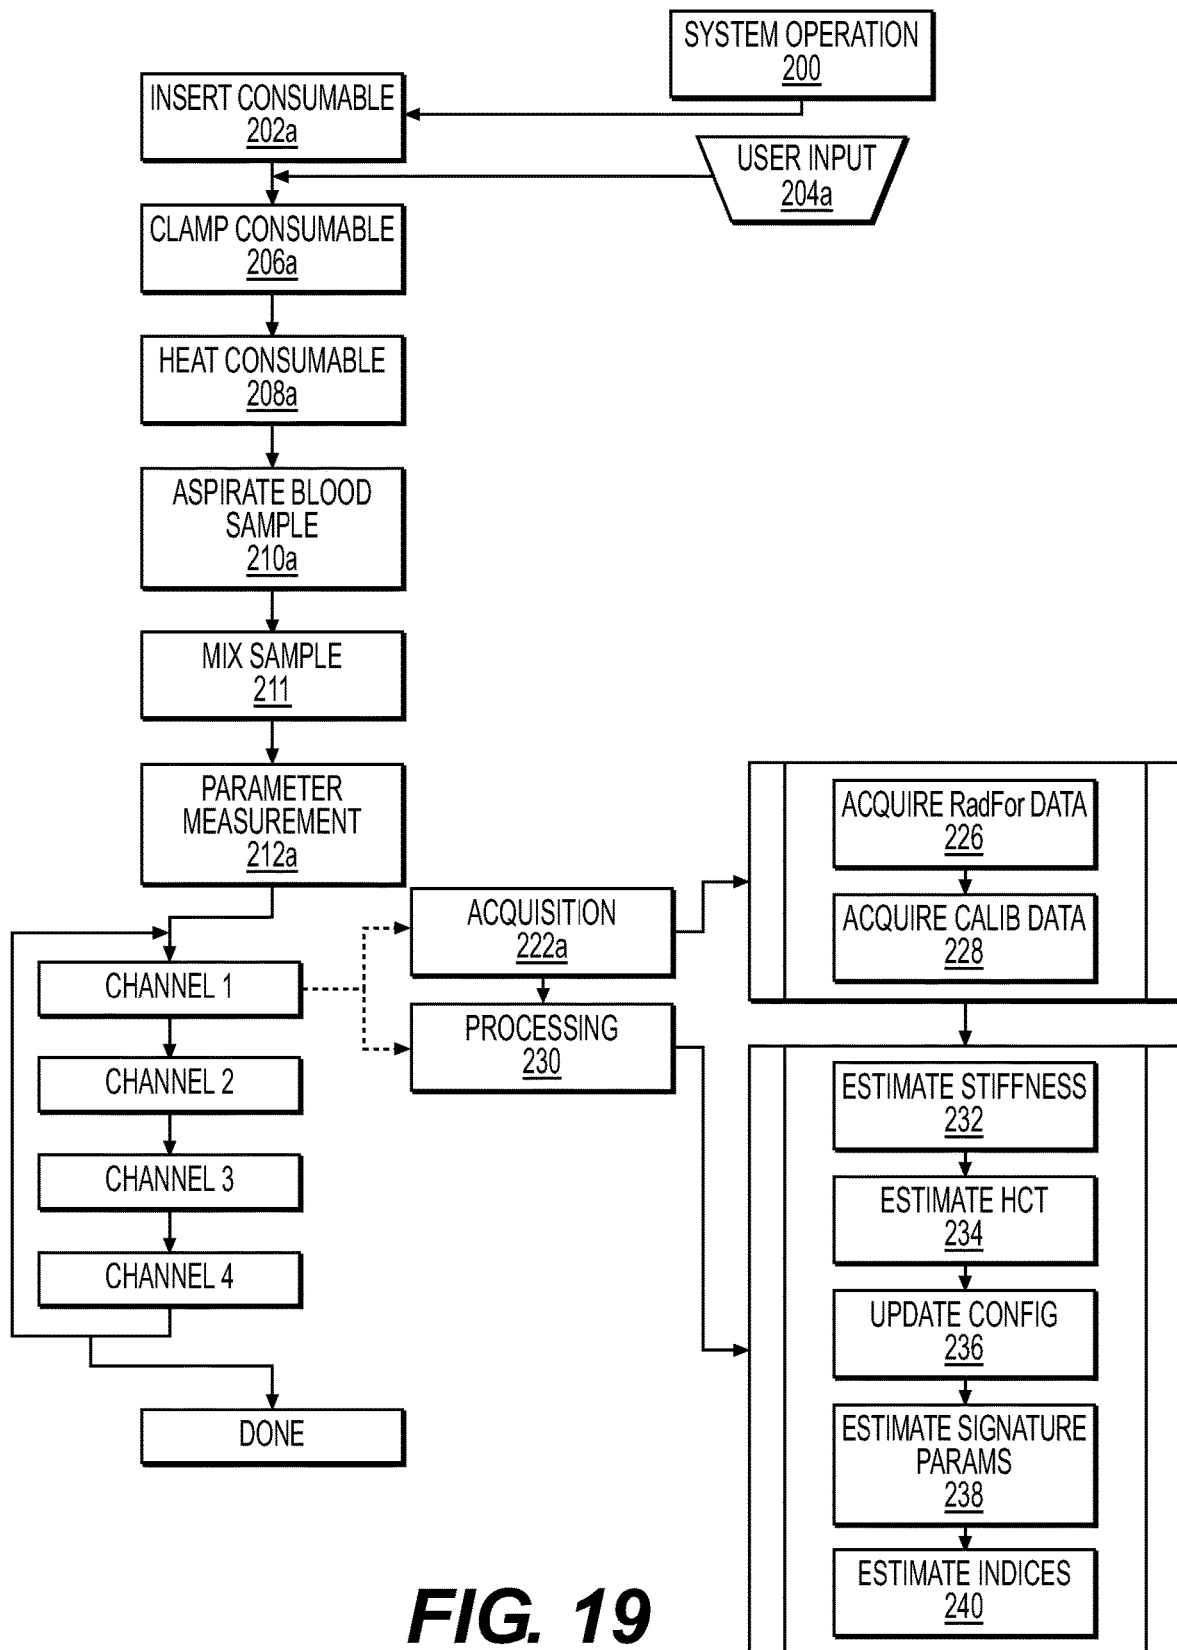 SYSTEM OPERATION
200
INSERT CONSUMABLE
202a
USER INPUT
204a
CLAMP CONSUMABLE
206a
HEAT CONSUMABLE
208a
ASPIRATE BLOOD
SAMPLE
210a
MIX SAMPLE
211
PARAMETER
MEASUREMENT
212a
CHANNEL 1
CHANNEL 2
CHANNEL 3
CHANNEL 4
DONE
ACQUISITION
222a
PROCESSING
230
ACQUIRE RadFor DATA
226
ACQUIRE CALIB DATA
228
ESTIMATE STIFFNESS
232
ESTIMATE HCT
234
UPDATE CONFIG
236
ESTIMATE SIGNATURE
PARAMS
238
ESTIMATE INDICES
240
FIG. 19